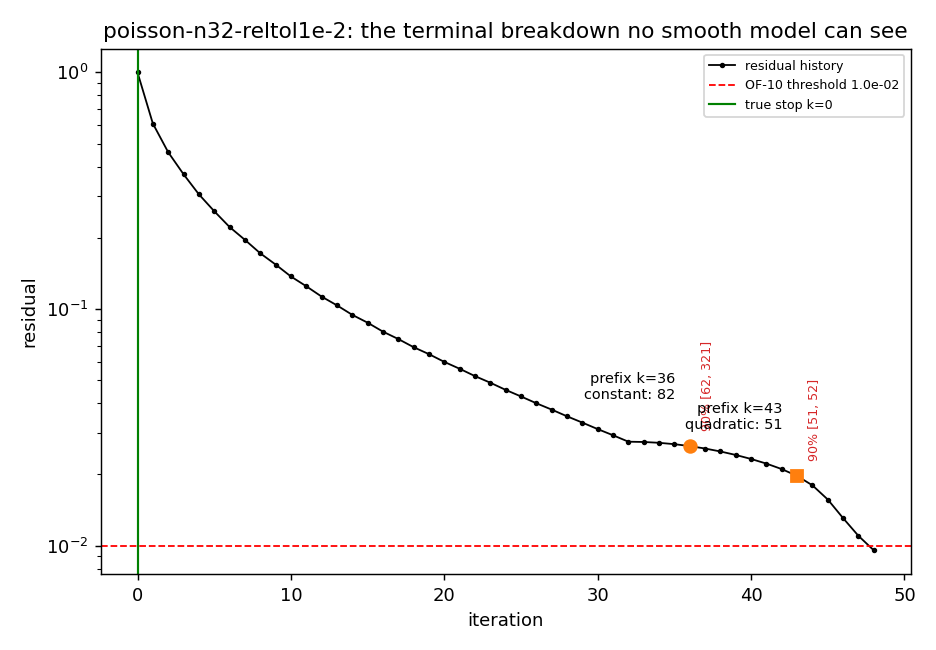 poisson-n32-reltol1e-2: the terminal breakdown no smooth model can see
residual history
OF-10 threshold 1.0e-02
true stop k=0
10⁰
10⁻¹
10⁻²
residual
prefix k=36
constant: 82
90% [62, 321]
prefix k=43
quadratic: 51
90% [51, 52]
0
10
20
30
40
50
iteration